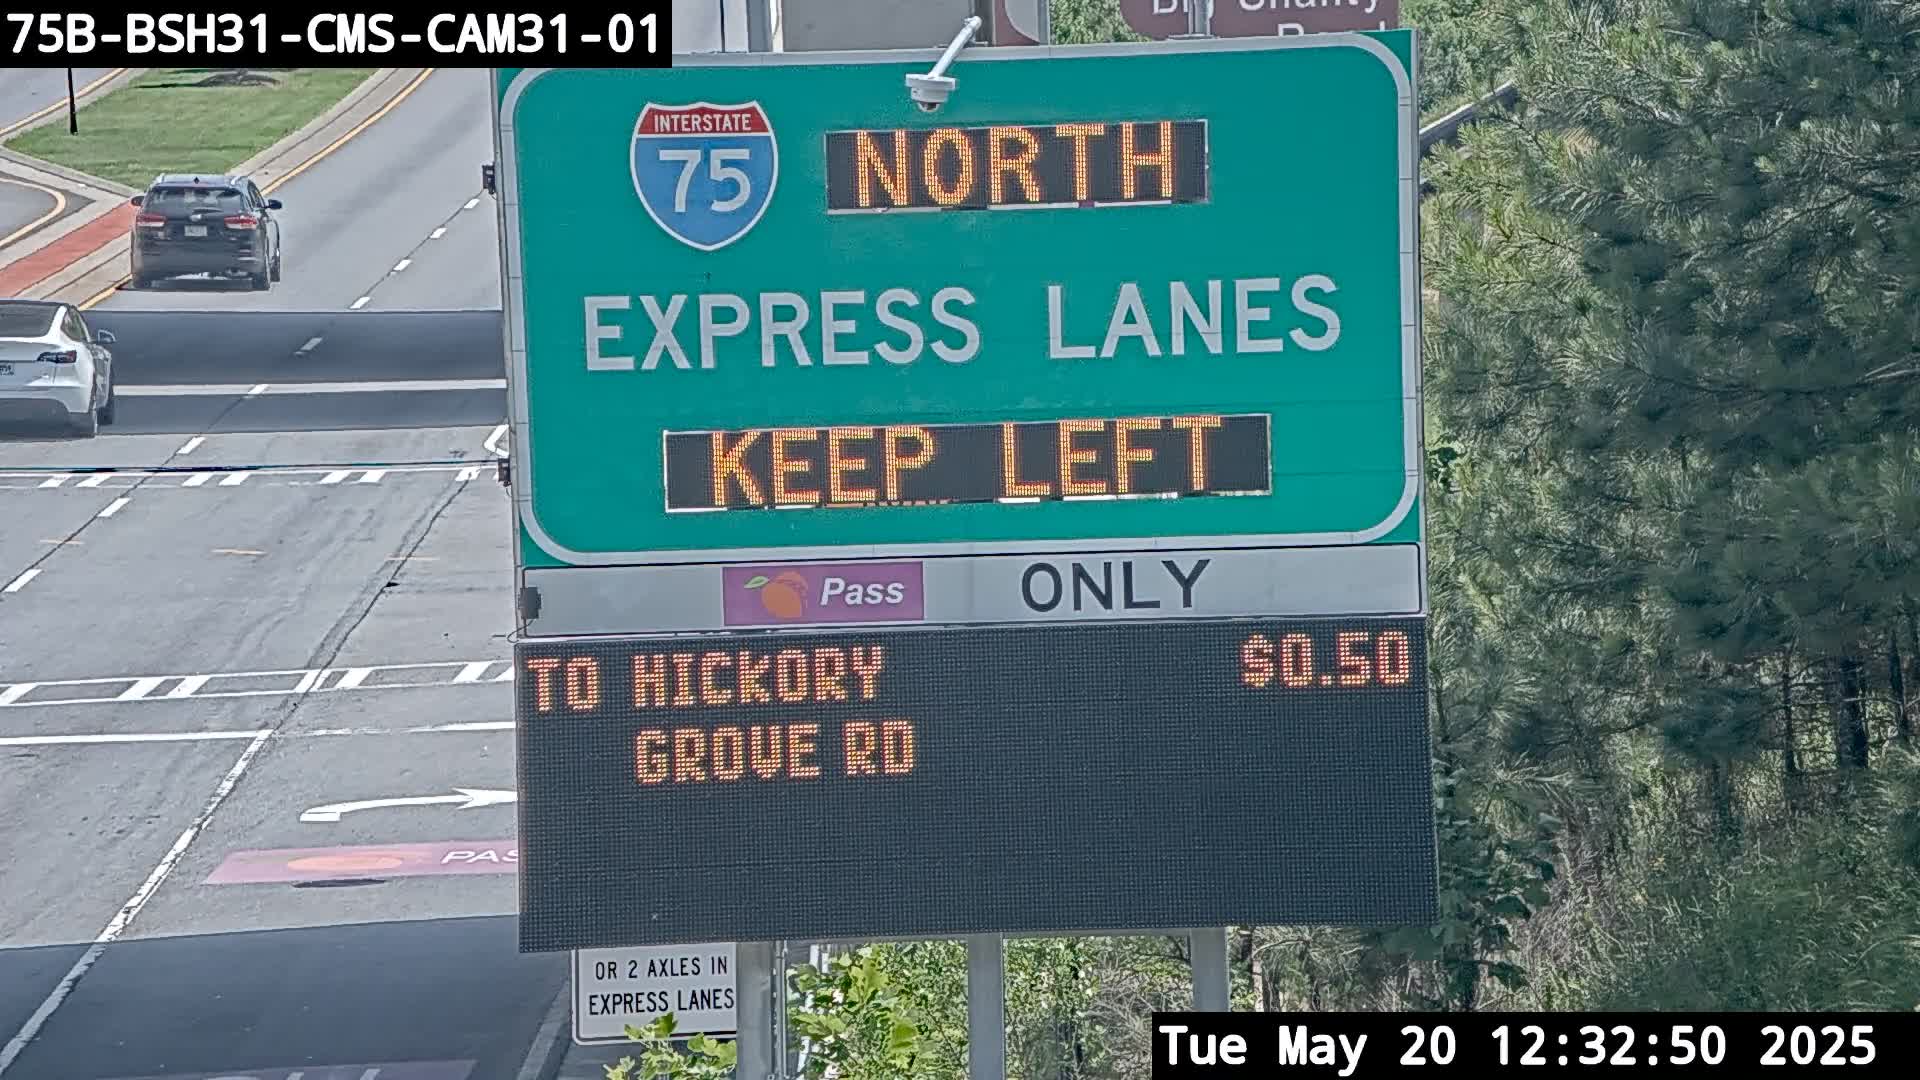 75B-BSH31-CMS-CAM31-01
INTERSTATE
75
NORTH
EXPRESS LANES
KEEP LEFT
Pass ONLY
TO HICKORY $0.50
GROVE RD
OR 2 AXLES IN
EXPRESS LANES
Tue May 20 12:32:50 2025